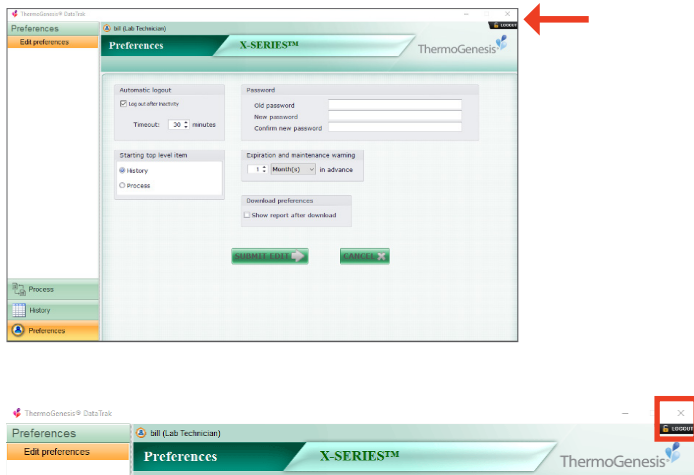 ThermoGenesis® DataTrak
Preferences
bill (Lab Technician)
LOGOUT
Edit preferences
Preferences
X-SERIES™
ThermoGenesis
Automatic logout
Log out after inactivity
Timeout: 30 minutes
Password
Old password
New password
Confirm new password
Starting top level item
History
Process
Expiration and maintenance warning
1 Month(s) in advance
Download preferences
Show report after download
SUBMIT EDIT
CANCEL
Process
History
Preferences
ThermoGenesis® DataTrak
Preferences
bill (Lab Technician)
LOGOUT
Edit preferences
Preferences
X-SERIES™
ThermoGenesis